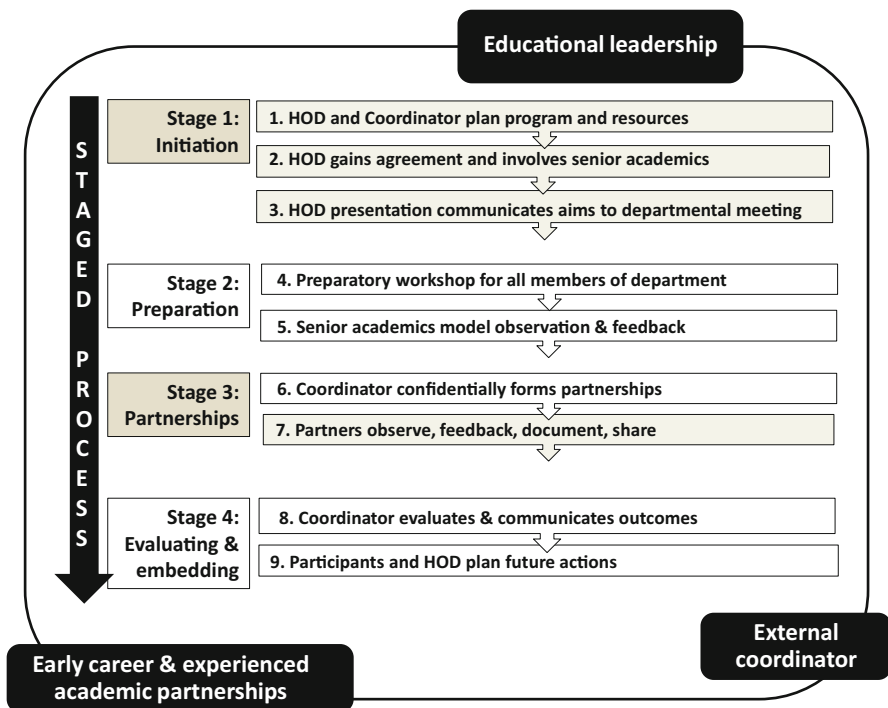 Educational leadership
STAGED PROCESS
Stage 1:
Initiation
1. HOD and Coordinator plan program and resources
2. HOD gains agreement and involves senior academics
3. HOD presentation communicates aims to departmental meeting
Stage 2:
Preparation
4. Preparatory workshop for all members of department
5. Senior academics model observation & feedback
Stage 3:
Partnerships
6. Coordinator confidentially forms partnerships
7. Partners observe, feedback, document, share
Stage 4:
Evaluating &
embedding
8. Coordinator evaluates & communicates outcomes
9. Participants and HOD plan future actions
External
coordinator
Early career & experienced
academic partnerships